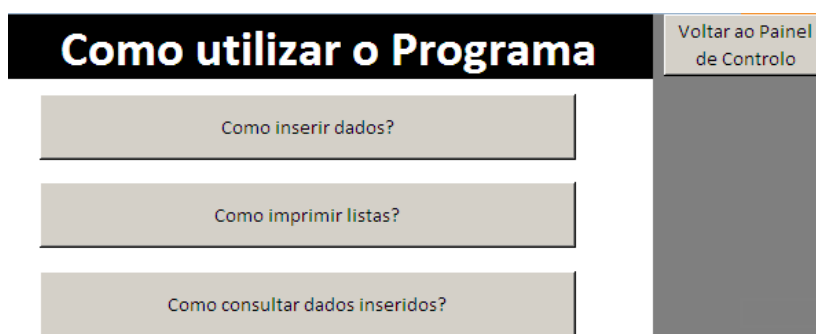 Como utilizar o Programa
Voltar ao Painel
de Controlo
Como inserir dados?
Como imprimir listas?
Como consultar dados inseridos?